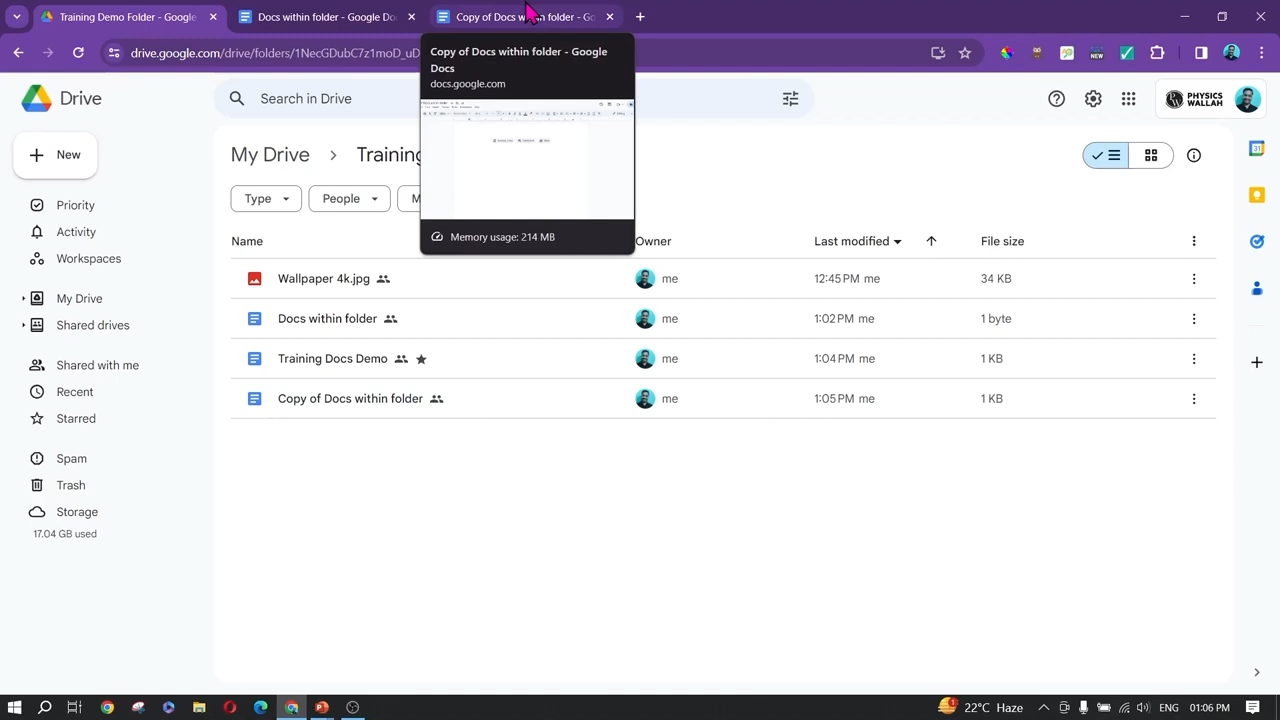 Training Demo Folder - Google D
Docs within folder - Google Do
Copy of Docs within folder - Go
drive.google.com/drive/folders/1NecGDubC7z1moD_uD
Copy of Docs within folder - Google
Docs
docs.google.com
Memory usage: 214 MB
Drive
Search in Drive
PHYSICS
WALLAH
New
My Drive
Training
Type
People
M
Priority
Activity
Workspaces
My Drive
Shared drives
Shared with me
Recent
Starred
Spam
Trash
Storage
17.04 GB used
Name
Owner
Last modified
File size
Wallpaper 4k.jpg
me
12:45 PM me
34 KB
Docs within folder
me
1:02 PM me
1 byte
Training Docs Demo
me
1:04 PM me
1 KB
Copy of Docs within folder
me
1:05 PM me
1 KB
22°C Haze
ENG
01:06 PM